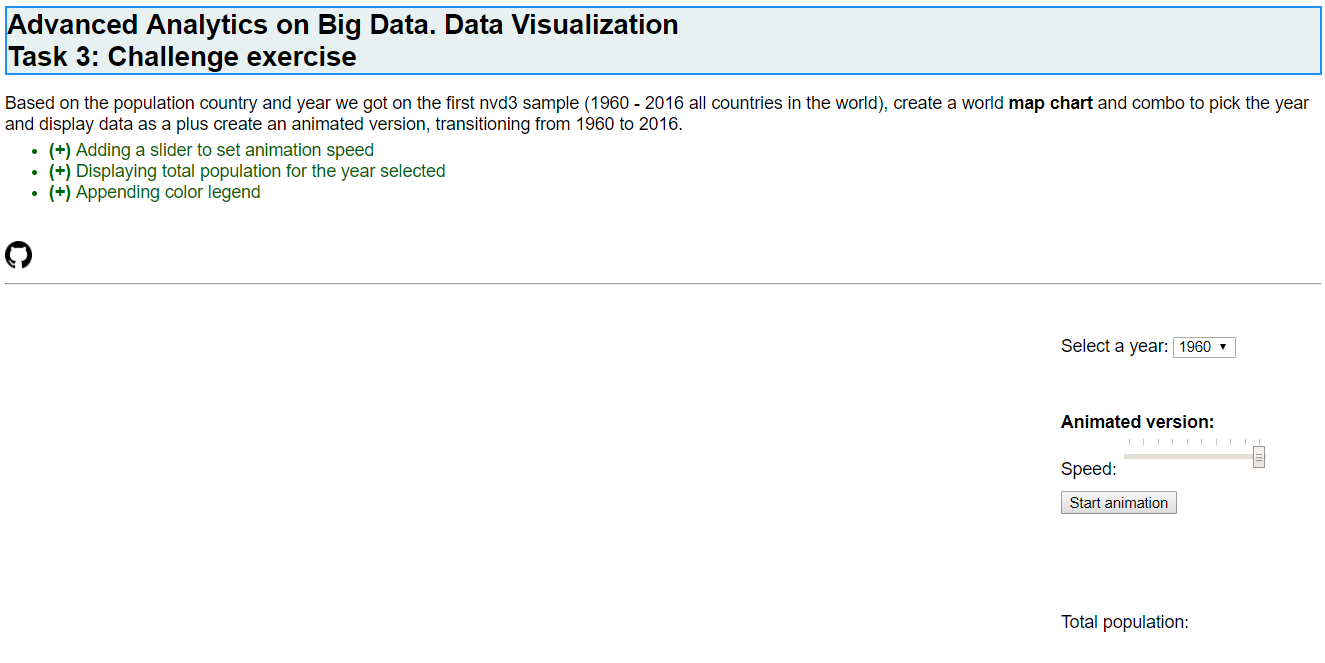 Advanced Analytics on Big Data. Data Visualization
Task 3: Challenge exercise
Based on the population country and year we got on the first nvd3 sample (1960 - 2016 all countries in the world), create a world map chart and combo to pick the year
and display data as a plus create an animated version, transitioning from 1960 to 2016.
(+) Adding a slider to set animation speed
(+) Displaying total population for the year selected
(+) Appending color legend
Select a year: 1960
Animated version:
Speed:
Start animation
Total population: